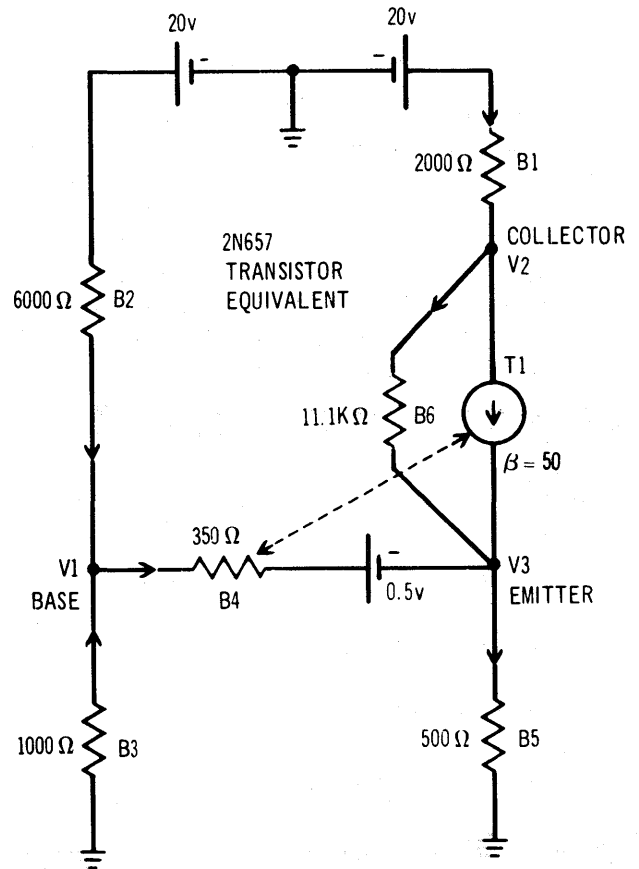 20v
20v
-
-
2000 Ω B1
2N657
TRANSISTOR
EQUIVALENT
COLLECTOR
V2
6000 Ω B2
T1
11.1K Ω B6
β = 50
350 Ω
V1
BASE
B4
-
0.5v
V3
EMITTER
1000 Ω B3
500 Ω B5